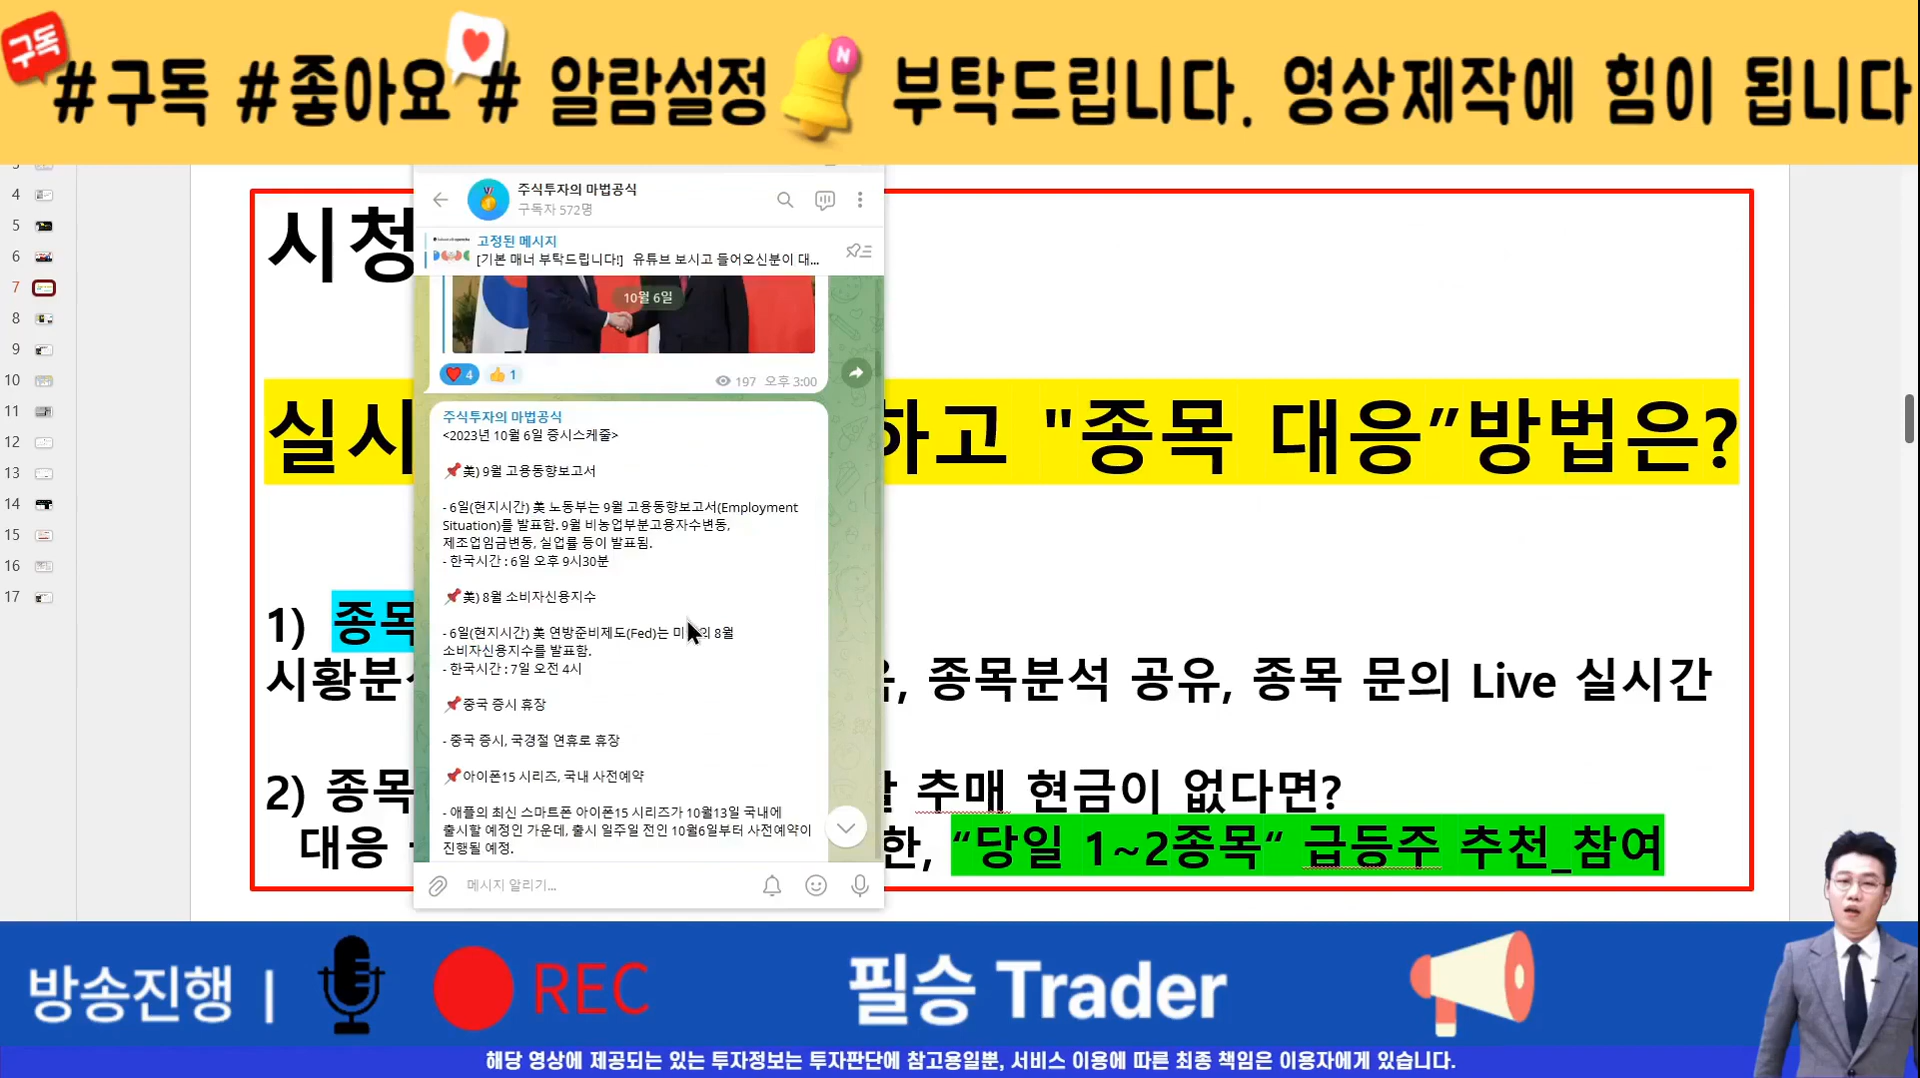 구독
#구독 #좋아요 # 알람설정 부탁드립니다. 영상제작에 힘이 됩니다
N
4
5
6
7
8
9
10
11
12
13
14
15
16
17
주식투자의 마법공식
구독자 572명
고정된 메시지
[기본 매너 부탁드립니다!] 유튜브 보시고 들어오신분이 대...
10월 6일
4
1
197 오후 3:00
주식투자의 마법공식
<2023년 10월 6일 증시스케줄>
美) 9월 고용동향보고서
- 6일(현지시간) 美 노동부는 9월 고용동향보고서(Employment
Situation)를 발표함. 9월 비농업부분고용자수변동,
제조업임금변동, 실업률 등이 발표됨.
- 한국시간 : 6일 오후 9시30분
美) 8월 소비자신용지수
- 6일(현지시간) 美 연방준비제도(Fed)는 8월
소비자신용지수를 발표함.
- 한국시간 : 7일 오전 4시
중국 증시 휴장
- 중국 증시, 국경절 연휴로 휴장
아이폰15 시리즈, 국내 사전예약
- 애플의 최신 스마트폰 아이폰15 시리즈가 10월13일 국내에
출시할 예정인 가운데, 출시 일주일 전인 10월6일부터 사전예약이
진행될 예정.
메시지 알리기...
시청
실시 하고 "종목 대응”방법은?
1) 종목
시황분 , 종목분석 공유, 종목 문의 Live 실시간
2) 종목 추매 현금이 없다면?
대응 한, “당일 1~2종목“ 급등주 추천_참여
방송진행 | REC 필승 Trader
해당 영상에 제공되는 있는 투자정보는 투자판단에 참고용일뿐, 서비스 이용에 따른 최종 책임은 이용자에게 있습니다.